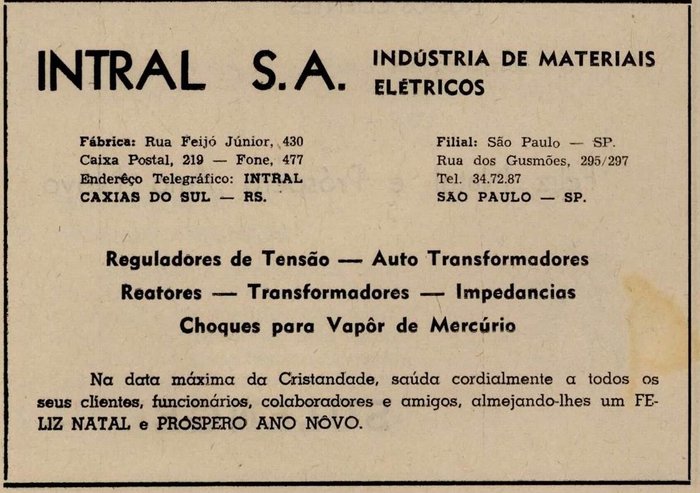 INTRAL S.A. INDÚSTRIA DE MATERIAIS
ELÉTRICOS
Fábrica: Rua Feijó Júnior, 430
Caixa Postal, 219 — Fone, 477
Enderêço Telegráfico: INTRAL
CAXIAS DO SUL — RS.
Filial: São Paulo — SP.
Rua dos Gusmões, 295/297
Tel. 34.72.87
SÃO PAULO — SP.
Reguladores de Tensão — Auto Transformadores
Reatores — Transformadores — Impedancias
Choques para Vapôr de Mercúrio
Na data máxima da Cristandade, saúda cordialmente a todos os
seus clientes, funcionários, colaboradores e amigos, almejando-lhes um FE-
LIZ NATAL e PRÓSPERO ANO NÔVO.